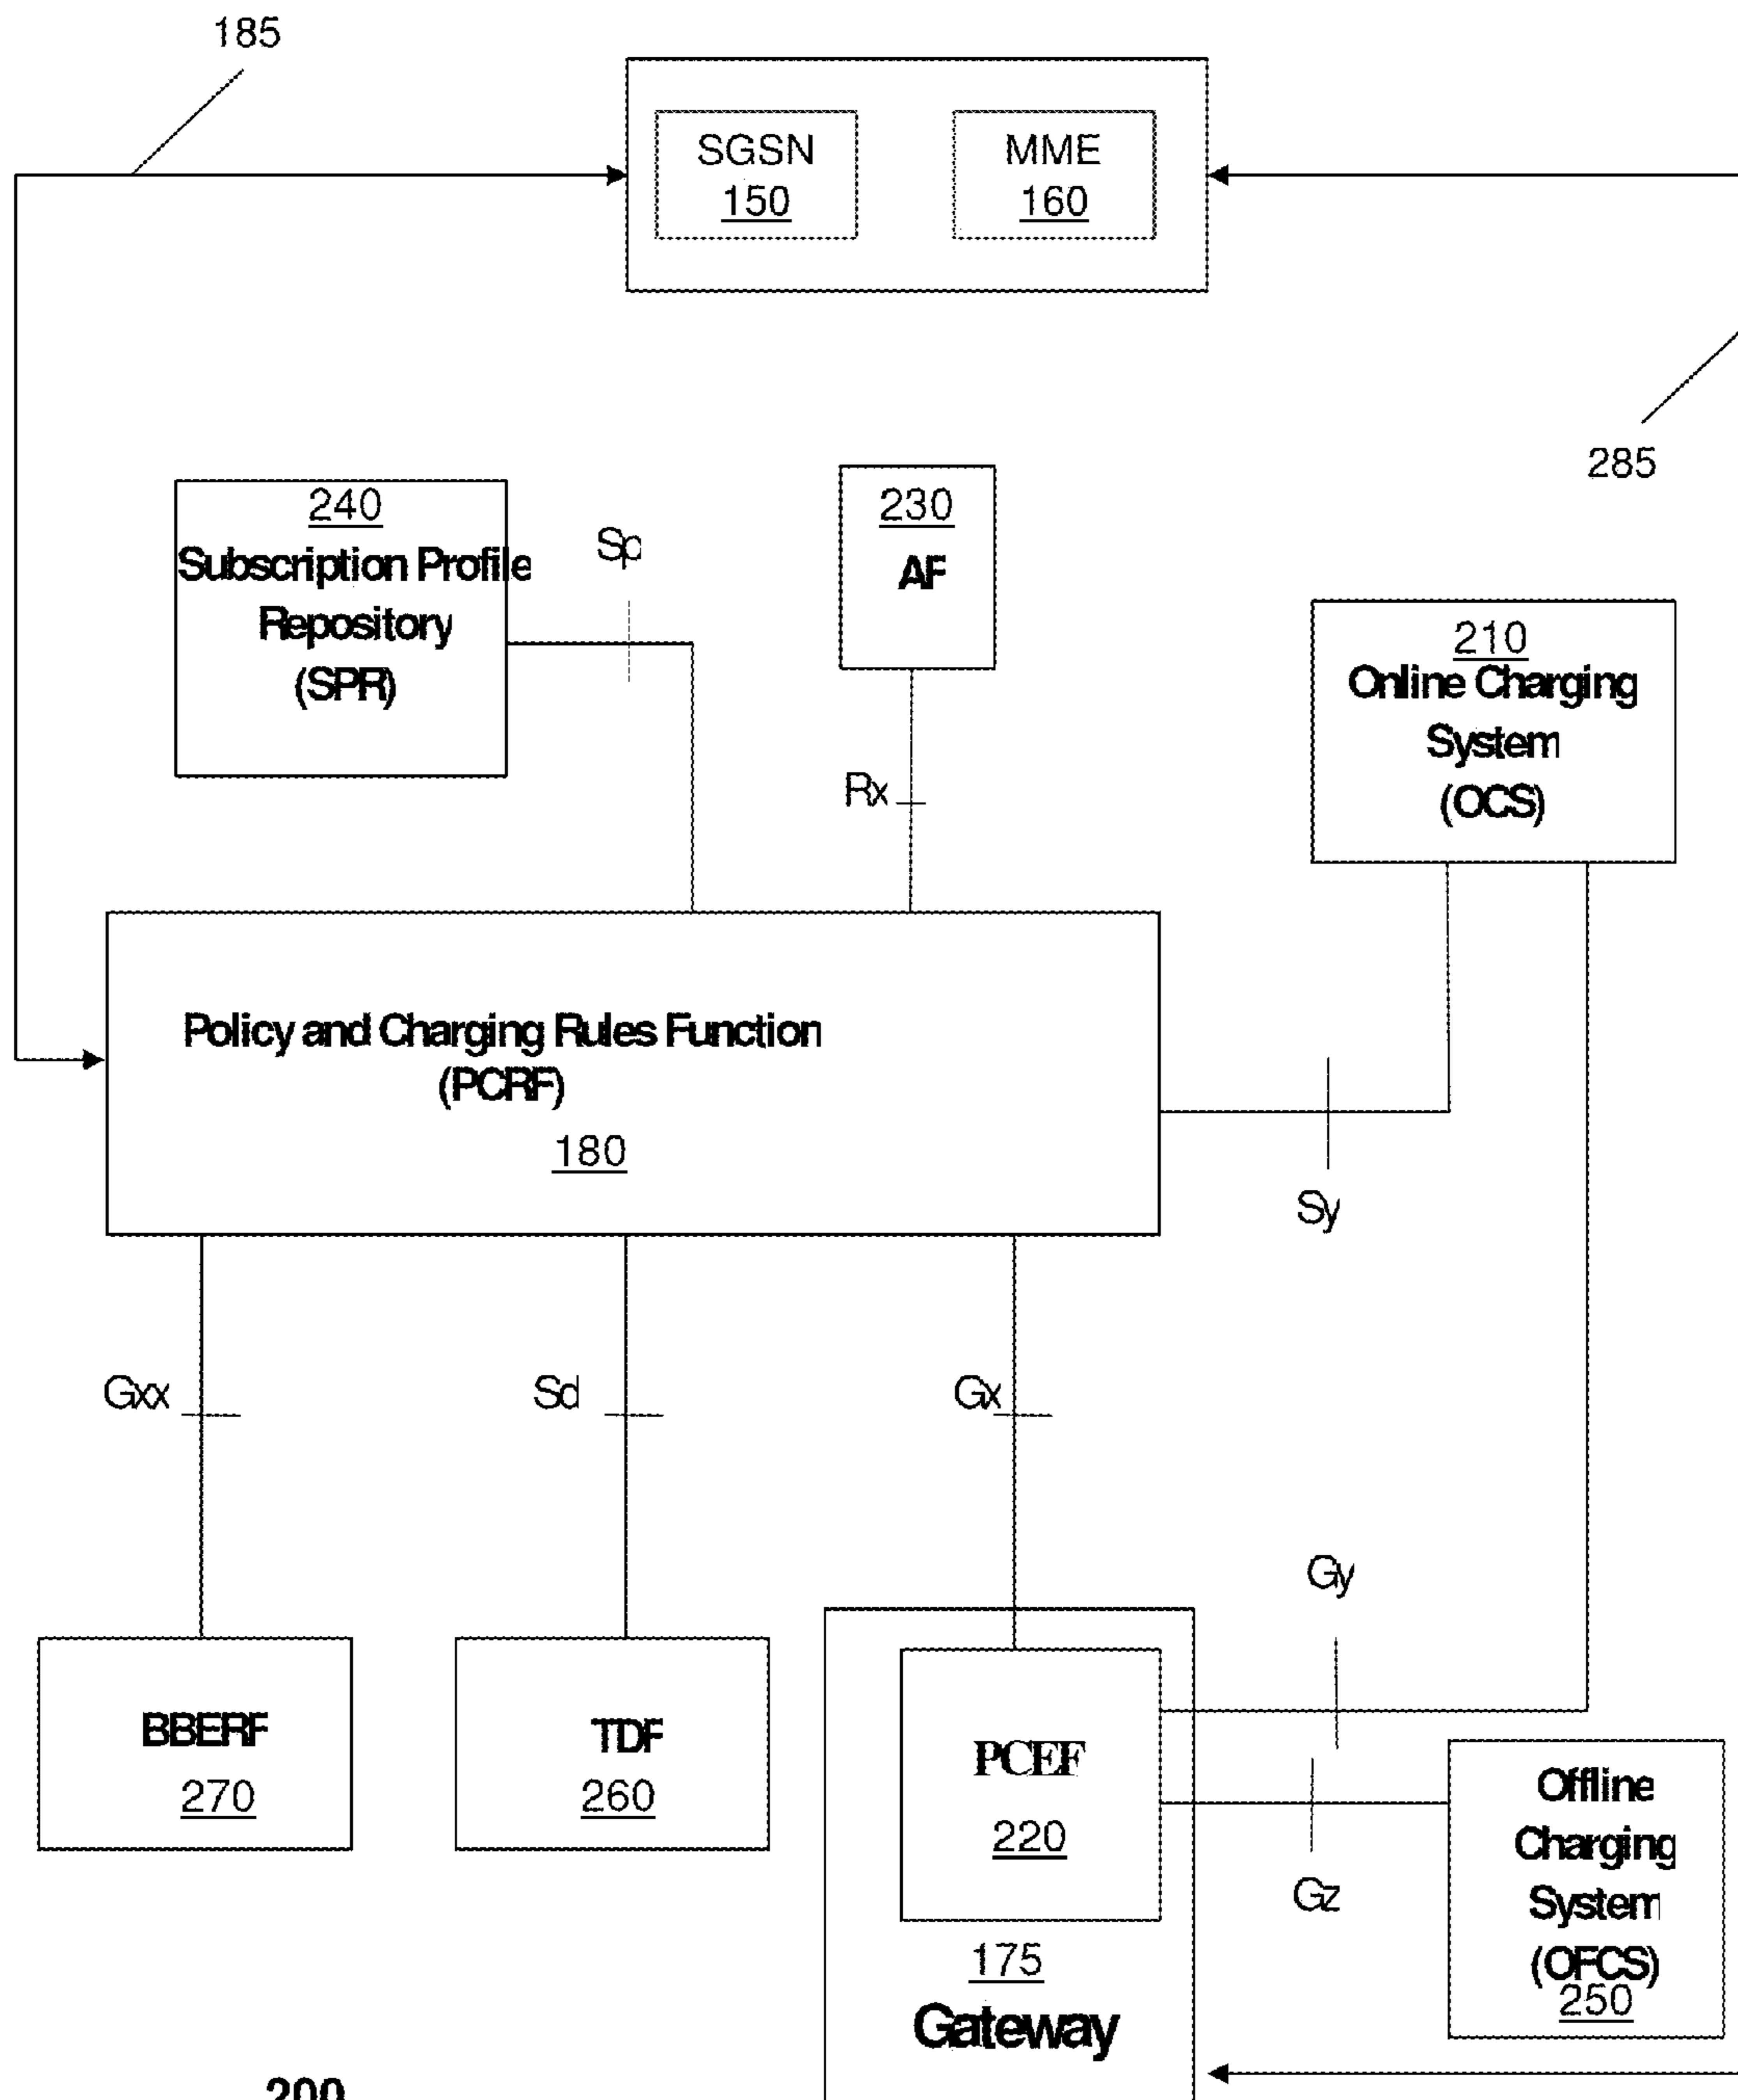 185
SGSN
150
MME
160
285
240
Subscription Profile
Repository
(SPR)
Sp
230
AF
Rx
210
Online Charging
System
(OCS)
Policy and Charging Rules Function
(PCRF)
180
Sy
Gxx
Sd
Gx
Gy
BBERF
270
TDF
260
PCEF
220
Gz
Offline
Charging
System
(OFCS)
250
175
Gateway
200